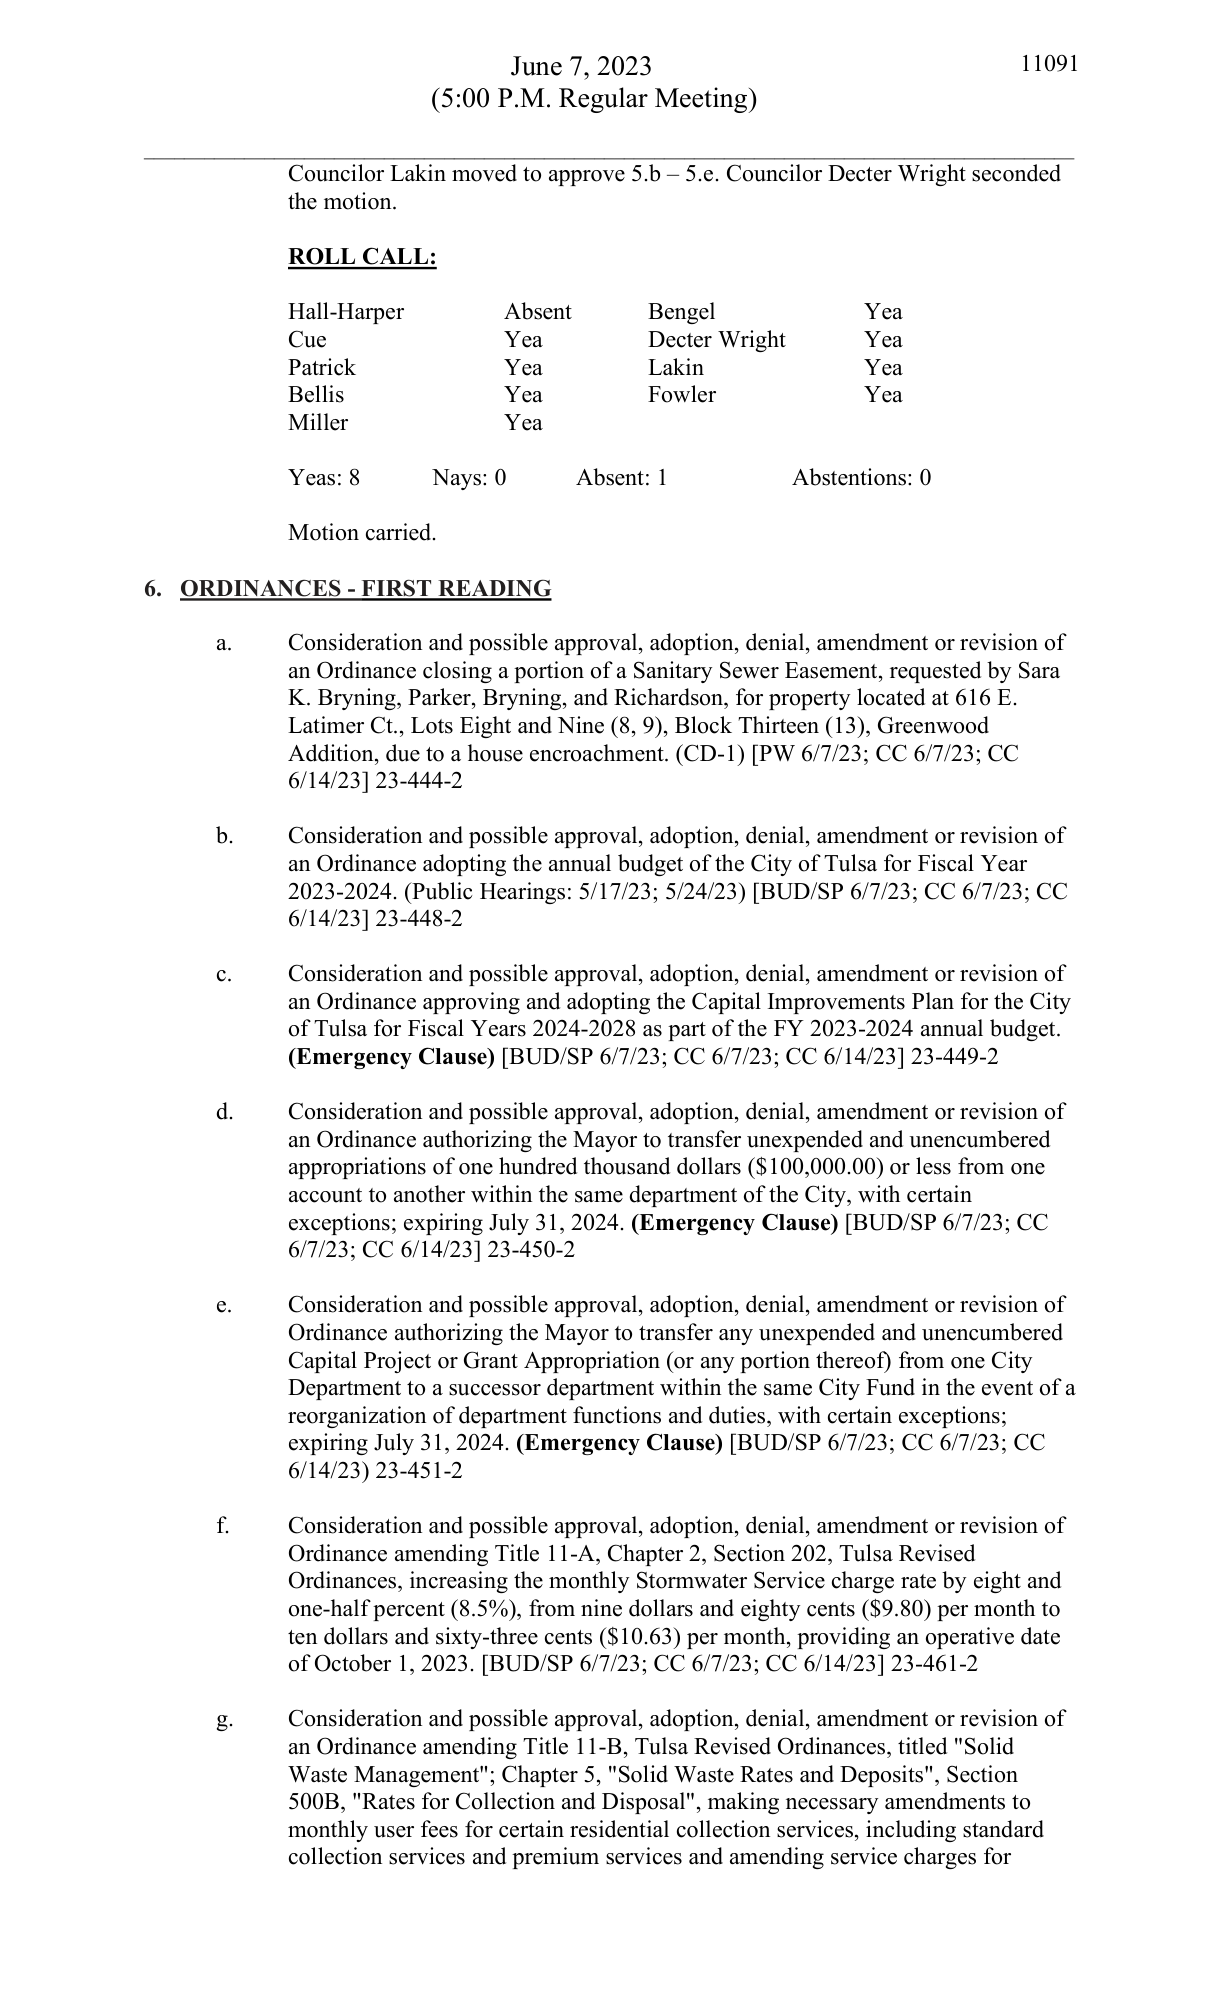 June 7, 2023
11091
(5:00 P.M. Regular Meeting)
Councilor Lakin moved to approve 5.b – 5.e. Councilor Decter Wright seconded
the motion.
ROLL CALL:
Hall-Harper Absent Bengel Yea
Cue Yea Decter Wright Yea
Patrick Yea Lakin Yea
Bellis Yea Fowler Yea
Miller Yea
Yeas: 8 Nays: 0 Absent: 1 Abstentions: 0
Motion carried.
6. ORDINANCES - FIRST READING
a. Consideration and possible approval, adoption, denial, amendment or revision of
an Ordinance closing a portion of a Sanitary Sewer Easement, requested by Sara
K. Bryning, Parker, Bryning, and Richardson, for property located at 616 E.
Latimer Ct., Lots Eight and Nine (8, 9), Block Thirteen (13), Greenwood
Addition, due to a house encroachment. (CD-1) [PW 6/7/23; CC 6/7/23; CC
6/14/23] 23-444-2
b. Consideration and possible approval, adoption, denial, amendment or revision of
an Ordinance adopting the annual budget of the City of Tulsa for Fiscal Year
2023-2024. (Public Hearings: 5/17/23; 5/24/23) [BUD/SP 6/7/23; CC 6/7/23; CC
6/14/23] 23-448-2
c. Consideration and possible approval, adoption, denial, amendment or revision of
an Ordinance approving and adopting the Capital Improvements Plan for the City
of Tulsa for Fiscal Years 2024-2028 as part of the FY 2023-2024 annual budget.
(Emergency Clause) [BUD/SP 6/7/23; CC 6/7/23; CC 6/14/23] 23-449-2
d. Consideration and possible approval, adoption, denial, amendment or revision of
an Ordinance authorizing the Mayor to transfer unexpended and unencumbered
appropriations of one hundred thousand dollars ($100,000.00) or less from one
account to another within the same department of the City, with certain
exceptions; expiring July 31, 2024. (Emergency Clause) [BUD/SP 6/7/23; CC
6/7/23; CC 6/14/23] 23-450-2
e. Consideration and possible approval, adoption, denial, amendment or revision of
Ordinance authorizing the Mayor to transfer any unexpended and unencumbered
Capital Project or Grant Appropriation (or any portion thereof) from one City
Department to a successor department within the same City Fund in the event of a
reorganization of department functions and duties, with certain exceptions;
expiring July 31, 2024. (Emergency Clause) [BUD/SP 6/7/23; CC 6/7/23; CC
6/14/23) 23-451-2
f. Consideration and possible approval, adoption, denial, amendment or revision of
Ordinance amending Title 11-A, Chapter 2, Section 202, Tulsa Revised
Ordinances, increasing the monthly Stormwater Service charge rate by eight and
one-half percent (8.5%), from nine dollars and eighty cents ($9.80) per month to
ten dollars and sixty-three cents ($10.63) per month, providing an operative date
of October 1, 2023. [BUD/SP 6/7/23; CC 6/7/23; CC 6/14/23] 23-461-2
g. Consideration and possible approval, adoption, denial, amendment or revision of
an Ordinance amending Title 11-B, Tulsa Revised Ordinances, titled "Solid
Waste Management"; Chapter 5, "Solid Waste Rates and Deposits", Section
500B, "Rates for Collection and Disposal", making necessary amendments to
monthly user fees for certain residential collection services, including standard
collection services and premium services and amending service charges for